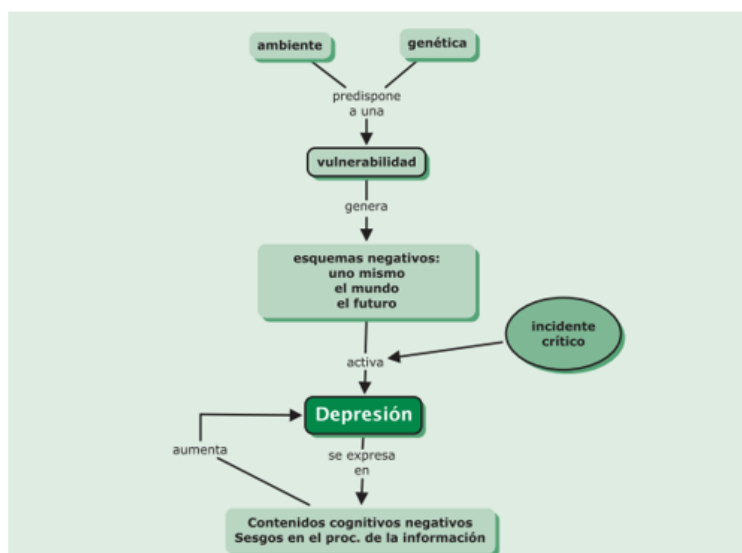 ambiente
genética
predispone
a una
vulnerabilidad
genera
esquemas negativos:
uno mismo
el mundo
el futuro
incidente
crítico
activa
Depresión
aumenta
se expresa
en
Contenidos cognitivos negativos
Sesgos en el proc. de la información